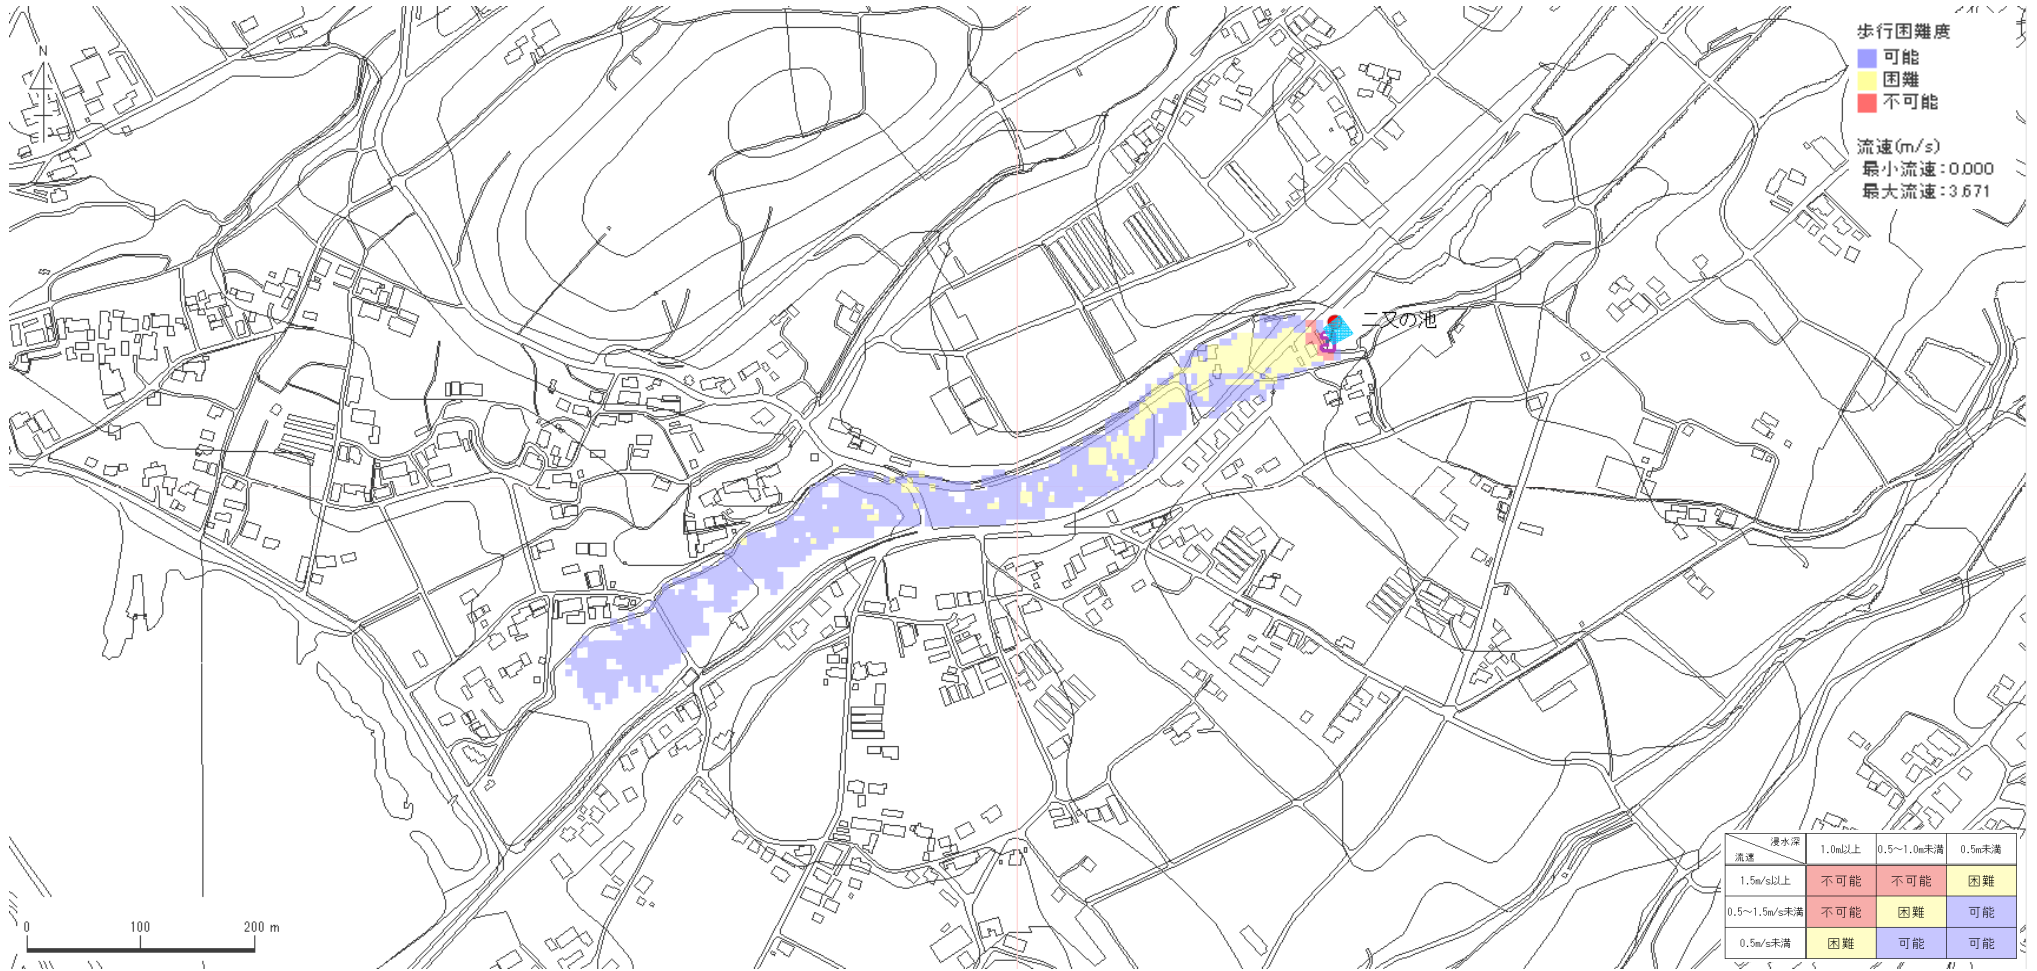 N
歩行困難度
可能
困難
不可能
流速(m/s)
最小流速:0.000
最大流速:3.671
二又の池
浸水深
流速
1.0m以上
0.5～1.0m未満
0.5m未満
1.5m/s以上
不可能
不可能
困難
0.5～1.5m/s未満
不可能
困難
可能
0.5m/s未満
困難
可能
可能
0
100
200 m